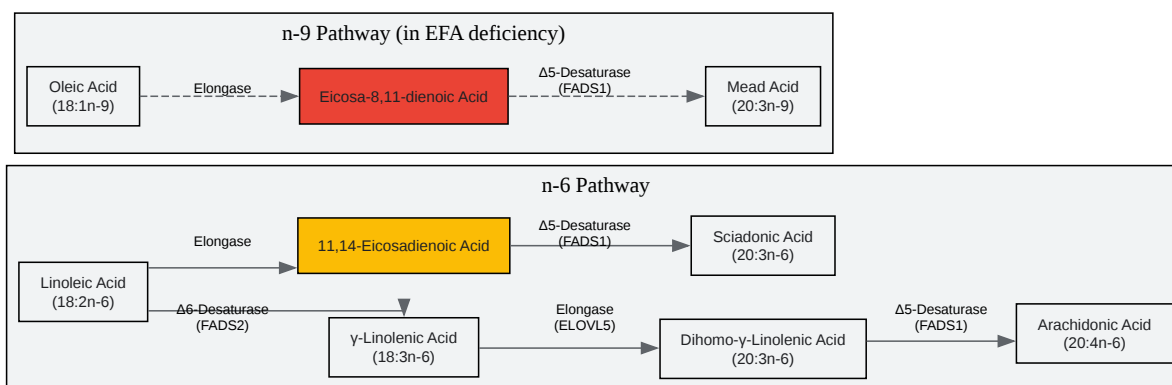 n-9 Pathway (in EFA deficiency)
Oleic Acid
(18:1n-9)
Elongase
Eicosa-8,11-dienoic Acid
Δ5-Desaturase
(FADS1)
Mead Acid
(20:3n-9)
n-6 Pathway
Linoleic Acid
(18:2n-6)
Elongase
11,14-Eicosadienoic Acid
Δ5-Desaturase
(FADS1)
Sciadonic Acid
(20:3n-6)
Δ6-Desaturase
(FADS2)
γ-Linolenic Acid
(18:3n-6)
Elongase
(ELOVL5)
Dihomo-γ-Linolenic Acid
(20:3n-6)
Δ5-Desaturase
(FADS1)
Arachidonic Acid
(20:4n-6)